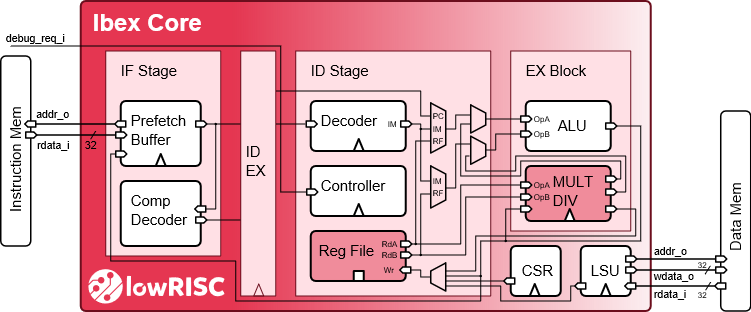 Ibex Core
debug_req_i
IF Stage
ID Stage
EX Block
Instruction Mem
addr_o
rdata_i
32
Prefetch
Buffer
Comp
Decoder
ID
EX
Decoder
IM
Controller
Reg File
RdA
RdB
Wr
PC
IM
RF
IM
RF
OpA
OpB
ALU
OpA
OpB
MULT
DIV
CSR
LSU
addr_o
wdata_o
32
rdata_i
32
Data Mem
lowRISC